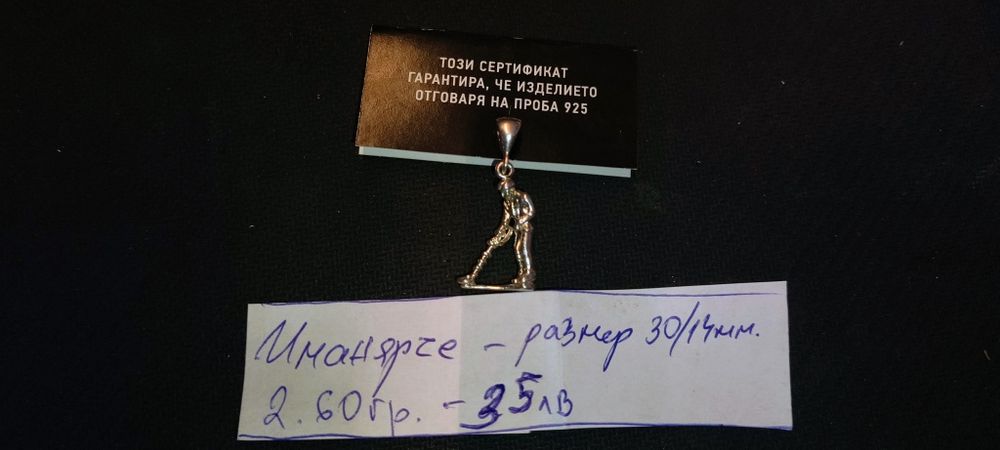 ТОЗИ СЕРТИФИКАТ
ГАРАНТИРА, ЧЕ ИЗДЕЛИЕТО
ОТГОВАРЯ НА ПРОБА 925
Иманярче - размер 30/14мм.
2.60гр. - 35лв